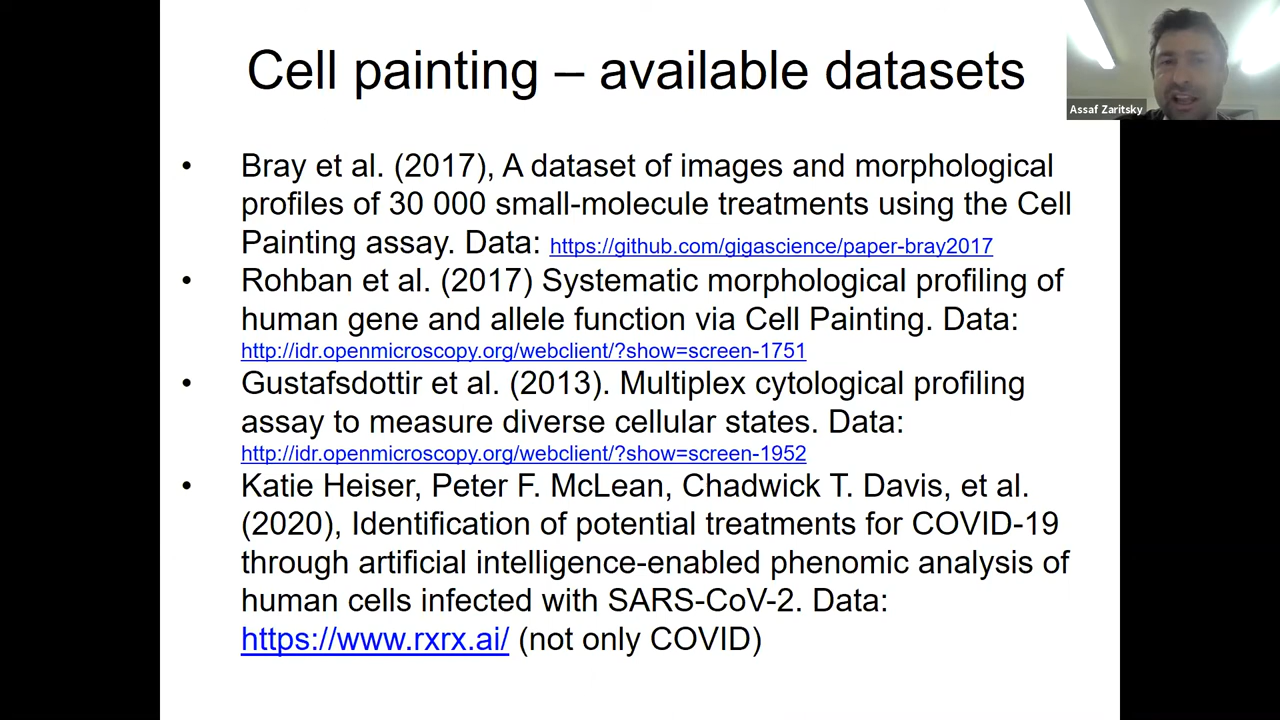 Cell painting – available datasets
Assaf Zaritsky
• Bray et al. (2017), A dataset of images and morphological
profiles of 30 000 small-molecule treatments using the Cell
Painting assay. Data: https://github.com/gigascience/paper-bray2017
• Rohban et al. (2017) Systematic morphological profiling of
human gene and allele function via Cell Painting. Data:
http://idr.openmicroscopy.org/webclient/?show=screen-1751
• Gustafsdottir et al. (2013). Multiplex cytological profiling
assay to measure diverse cellular states. Data:
http://idr.openmicroscopy.org/webclient/?show=screen-1952
• Katie Heiser, Peter F. McLean, Chadwick T. Davis, et al.
(2020), Identification of potential treatments for COVID-19
through artificial intelligence-enabled phenomic analysis of
human cells infected with SARS-CoV-2. Data:
https://www.rxrx.ai/ (not only COVID)